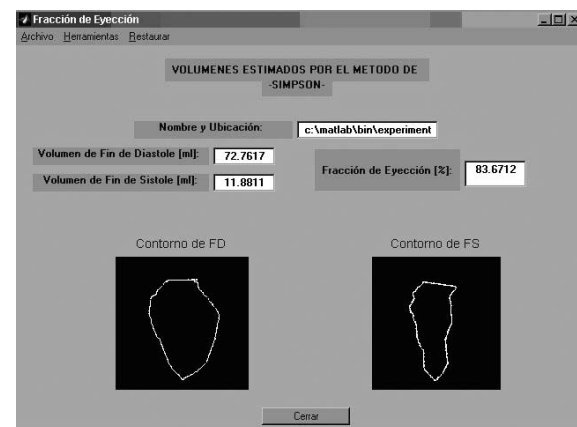 Fracción de Eyección
Archivo Herramientas Restaurar
VOLUMENES ESTIMADOS POR EL METODO DE
-SIMPSON-
Nombre y Ubicación: c:\matlab\bin\experiment
Volumen de Fin de Diastole [ml]: 72.7617
Volumen de Fin de Sistole [ml]: 11.8811
Fracción de Eyección [%]: 83.6712
Contorno de FD
Contorno de FS
Cerrar